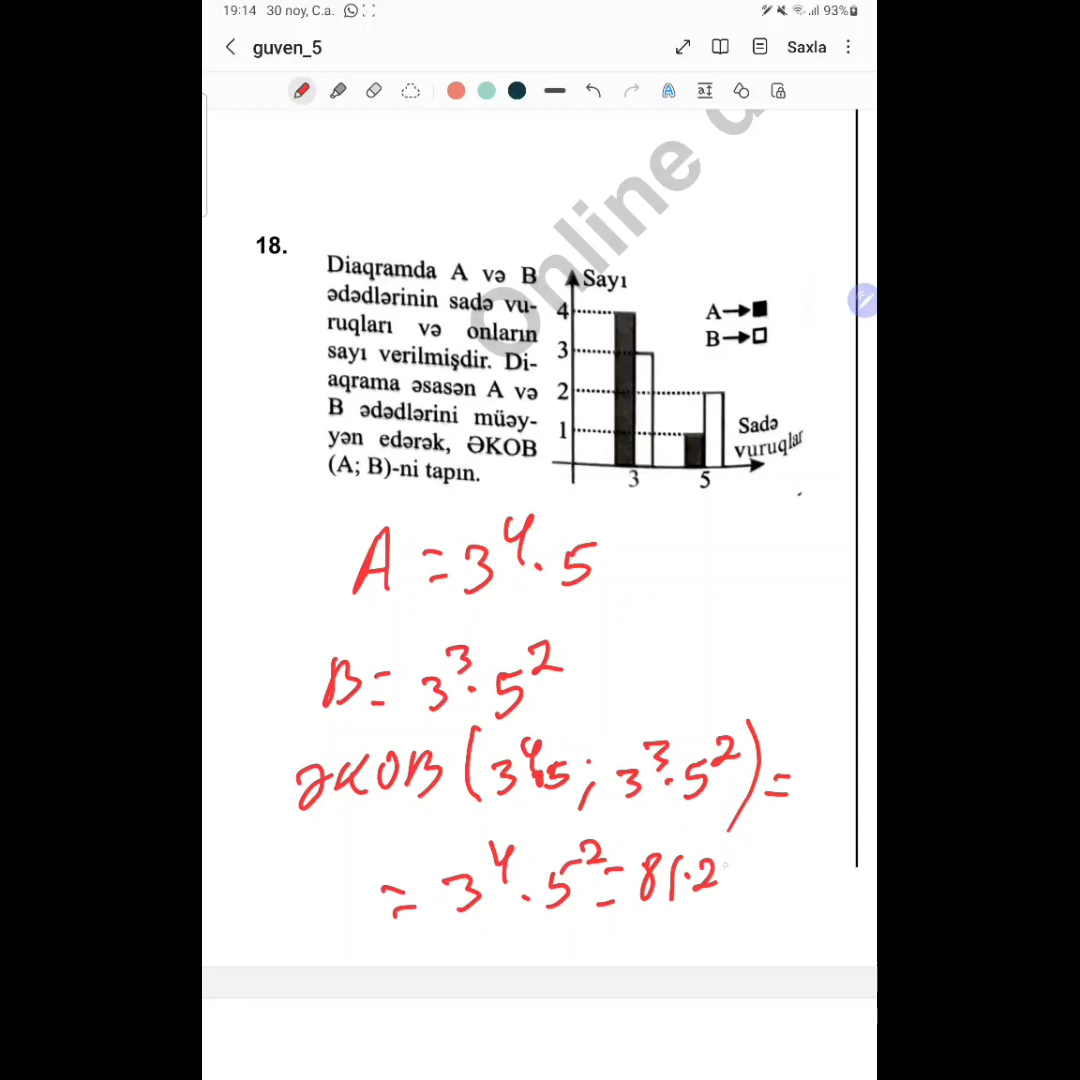 19:14 30 noy, C.a. 93%
guven_5 Saxla
Online
18.
Diaqramda A və B
ədədlərinin sadə vu-
ruqları və onların
sayı verilmişdir. Di-
aqrama əsasən A və
B ədədlərini müəy-
yən edərək, ƏKOB
(A; B)-ni tapın.
Sayı
4
3
2
1
3 5
A→■
B→□
Sadə
vuruqlar
A = 3⁴·5
B = 3³·5²
ƏKOB (3⁴·5; 3³·5²) =
= 3⁴·5² = 81·2